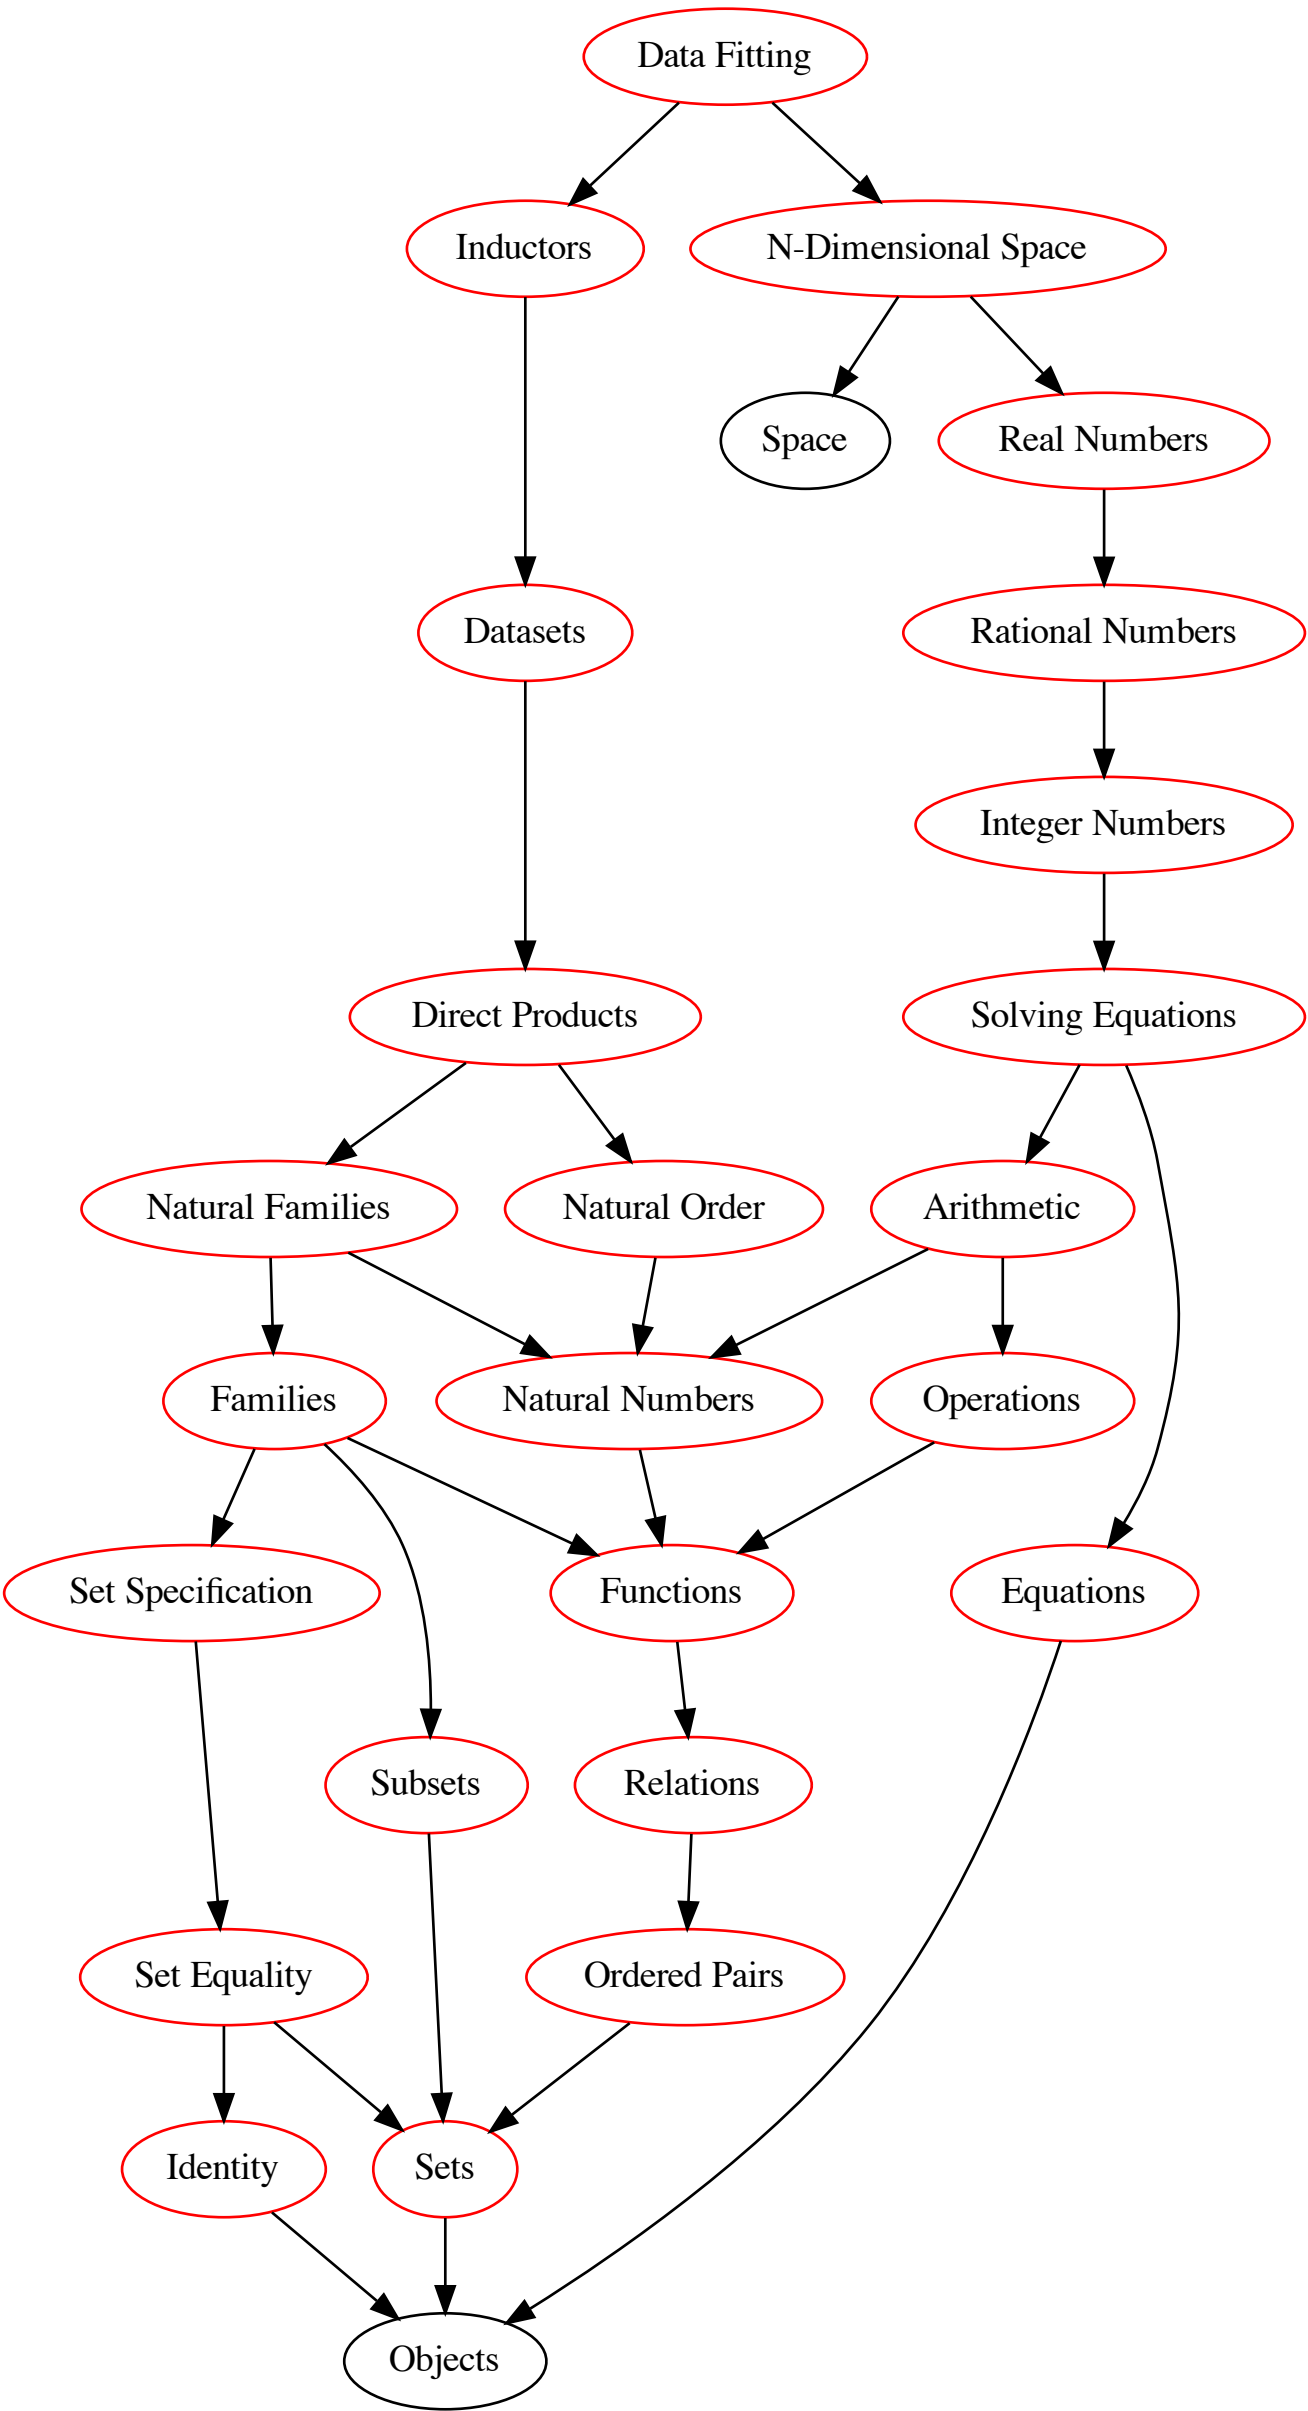 Data Fitting
Inductors
N-Dimensional Space
Space
Real Numbers
Datasets
Rational Numbers
Integer Numbers
Direct Products
Solving Equations
Natural Families
Natural Order
Arithmetic
Families
Natural Numbers
Operations
Set Specification
Functions
Equations
Subsets
Relations
Set Equality
Ordered Pairs
Identity
Sets
Objects